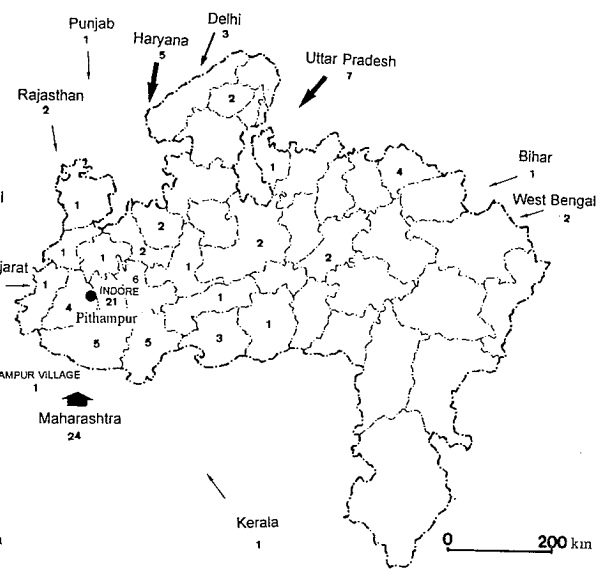 Punjab
1
Delhi
3
Haryana
5
Uttar Pradesh
7
Rajasthan
2
2
Bihar
1
1
4
West Bengal
2
1
2
2
2
1
1
2
1
jarat
1
6
INDORE
21
1
4
Pithampur
5
5
3
1
AMPUR VILLAGE
1
Maharashtra
24
Kerala
1
0
200 km